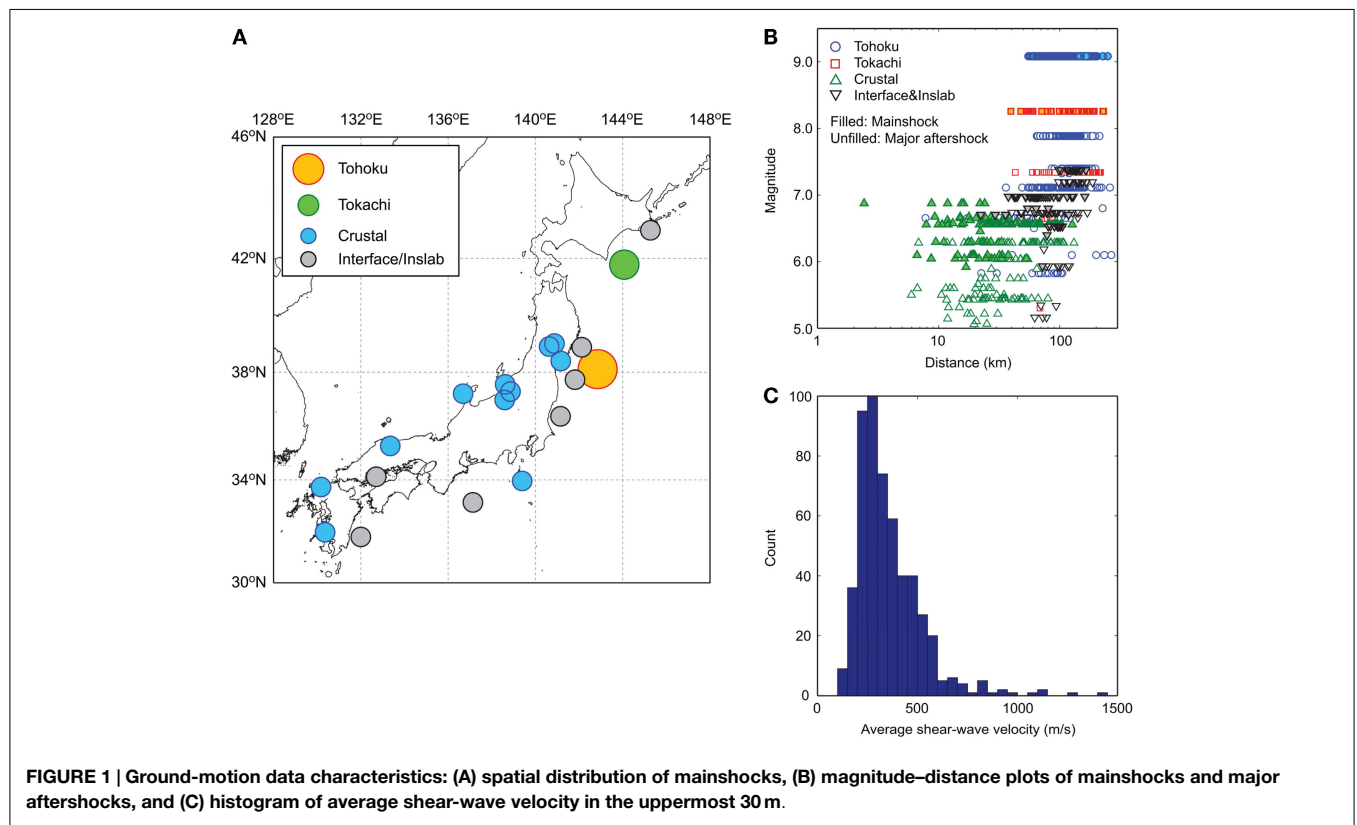 A
128°E 132°E 136°E 140°E 144°E 148°E
46°N
42°N
38°N
34°N
30°N
Tohoku
Tokachi
Crustal
Interface/Inslab
B
Tohoku
Tokachi
Crustal
Interface&Inslab
Filled: Mainshock
Unfilled: Major aftershock
9.0
8.0
7.0
6.0
5.0
Magnitude
1 10 100
Distance (km)
C
100
80
60
40
20
0
Count
0 500 1000 1500
Average shear-wave velocity (m/s)
FIGURE 1 | Ground-motion data characteristics: (A) spatial distribution of mainshocks, (B) magnitude–distance plots of mainshocks and major
aftershocks, and (C) histogram of average shear-wave velocity in the uppermost 30 m.